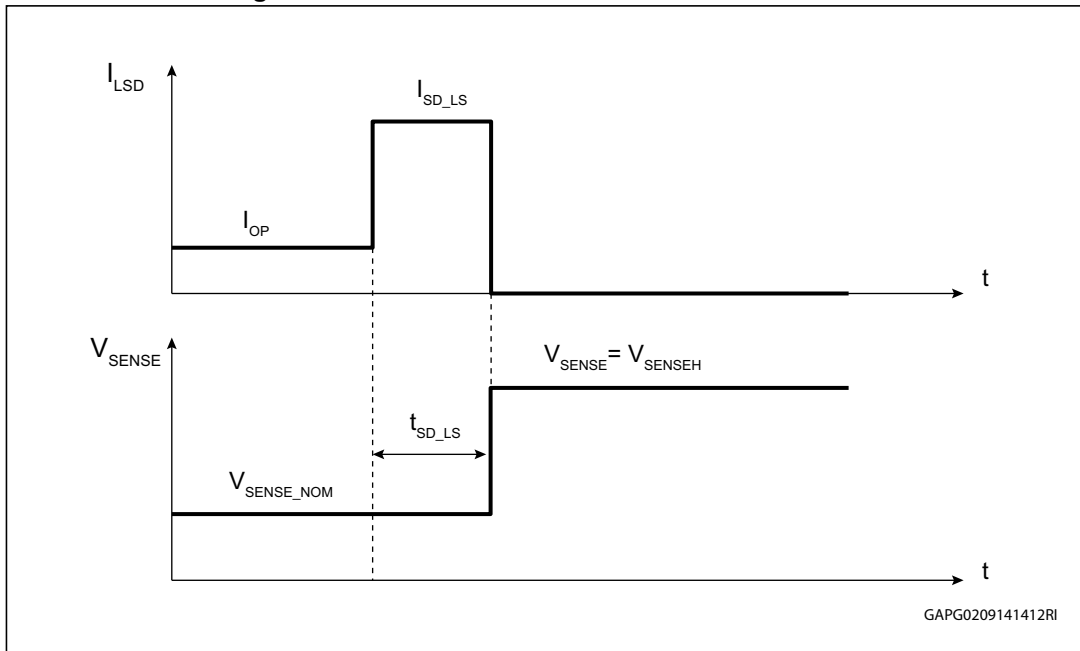 I_LSD
I_SD_LS
I_OP
t
V_SENSE
V_SENSE = V_SENSEH
t_SD_LS
V_SENSE_NOM
t
GAPG0209141412RI